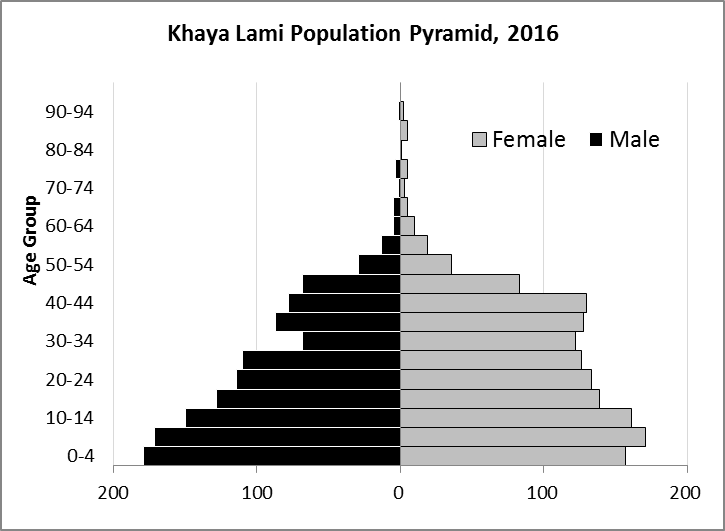 Khaya Lami Population Pyramid, 2016
Female
Male
Age Group
90-94
80-84
70-74
60-64
50-54
40-44
30-34
20-24
10-14
0-4
200 100 0 100 200